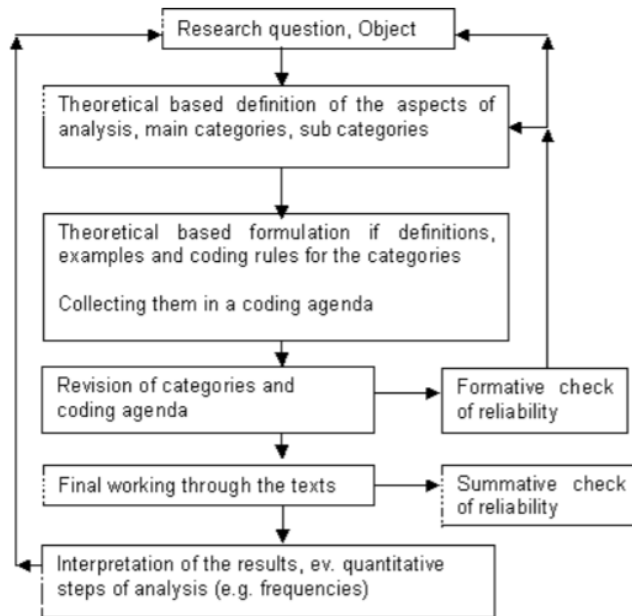 Research question, Object
Theoretical based definition of the aspects of
analysis, main categories, sub categories
Theoretical based formulation if definitions,
examples and coding rules for the categories
Collecting them in a coding agenda
Revision of categories and
coding agenda
Formative check
of reliability
Final working through the texts
Summative check
of reliability
Interpretation of the results, ev. quantitative
steps of analysis (e.g. frequencies)